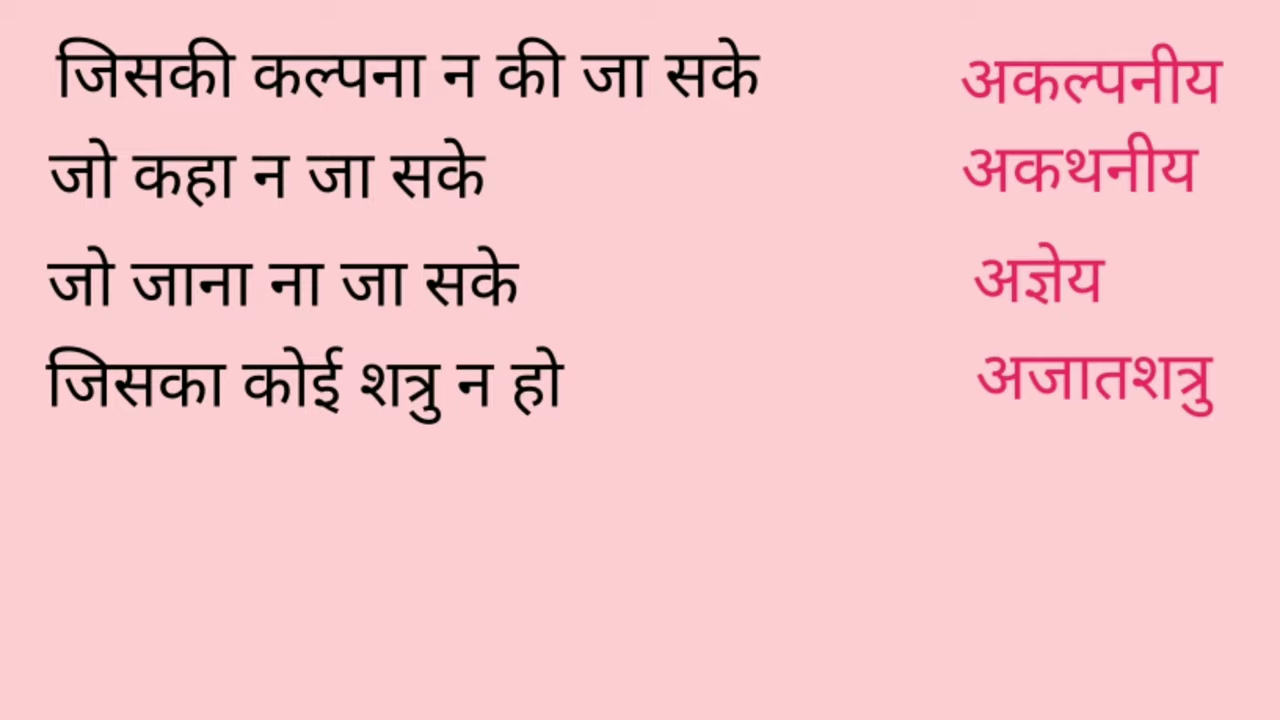 जिसकी कल्पना न की जा सके अकल्पनीय
जो कहा न जा सके अकथनीय
जो जाना ना जा सके अज्ञेय
जिसका कोई शत्रु न हो अजातशत्रु